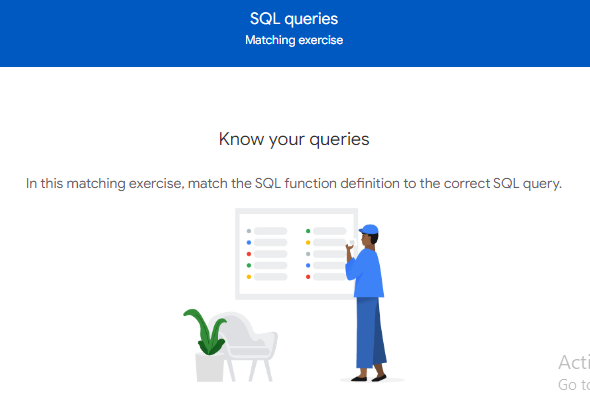 SQL queries
Matching exercise
Know your queries
In this matching exercise, match the SQL function definition to the correct SQL query.
Acti
Go to